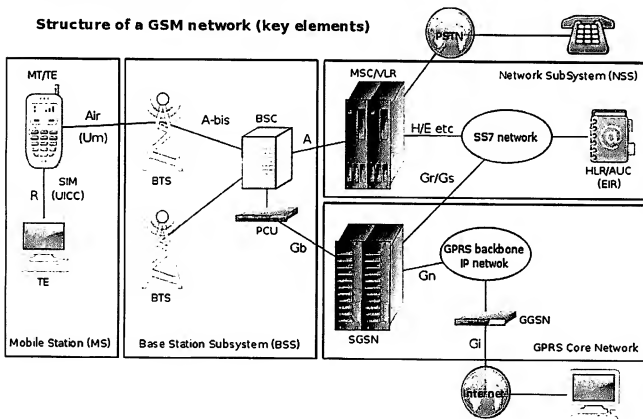 Structure of a GSM network (key elements)
PSTN
MT/TE
MSC/VLR
Network SubSystem (NSS)
Air
(Um)
A-bis
BSC
A
H/E etc
SS7 network
HLR/AUC
(EIR)
BTS
SIM
(UICC)
R
Gr/Gs
PCU
Gb
GPRS backbone
IP netwok
Gn
TE
BTS
SGSN
GGSN
Gi
Mobile Station (MS)
Base Station Subsystem (BSS)
GPRS Core Network
Internet